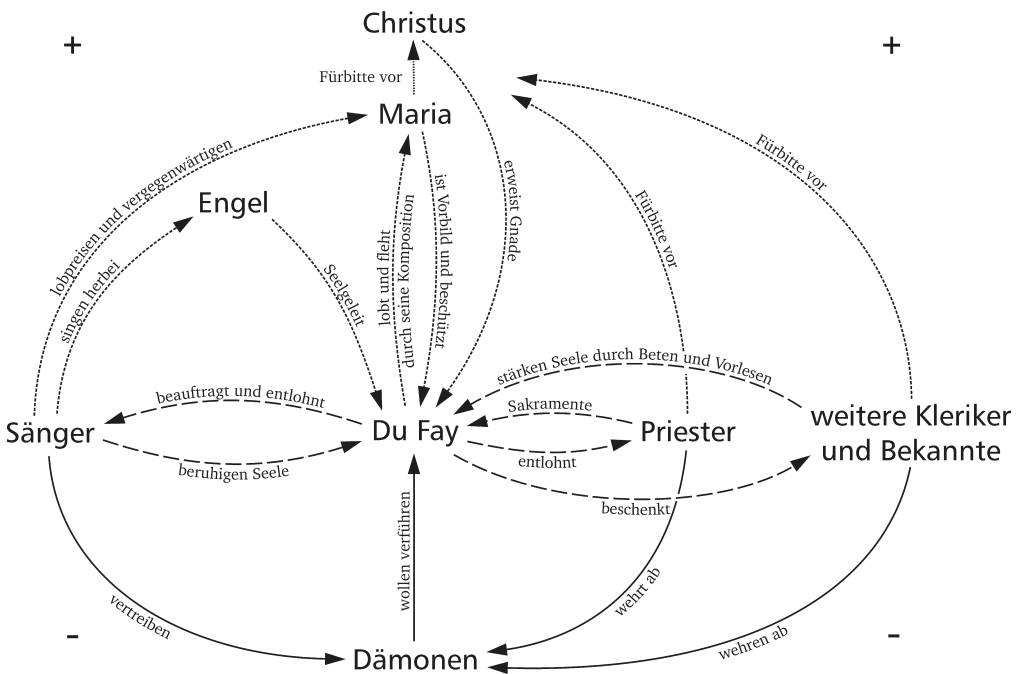 Christus
+
+
Fürbitte vor
Maria
Fürbitte vor
lobpreisen und vergegenwärtigen
erweist Gnade
Engel
ist Vorbild und beschützt
Fürbitte vor
lobt und fleht
durch seine Komposition
singen herbei
Seelgeleit
stärken Seele durch Beten und Vorlesen
beauftragt und entlohnt
Sakramente
Sänger
Du Fay
Priester
weitere Kleriker
und Bekannte
beruhigen Seele
entlohnt
beschenkt
wollen verführen
vertreiben
wehrt ab
wehren ab
-
-
Dämonen